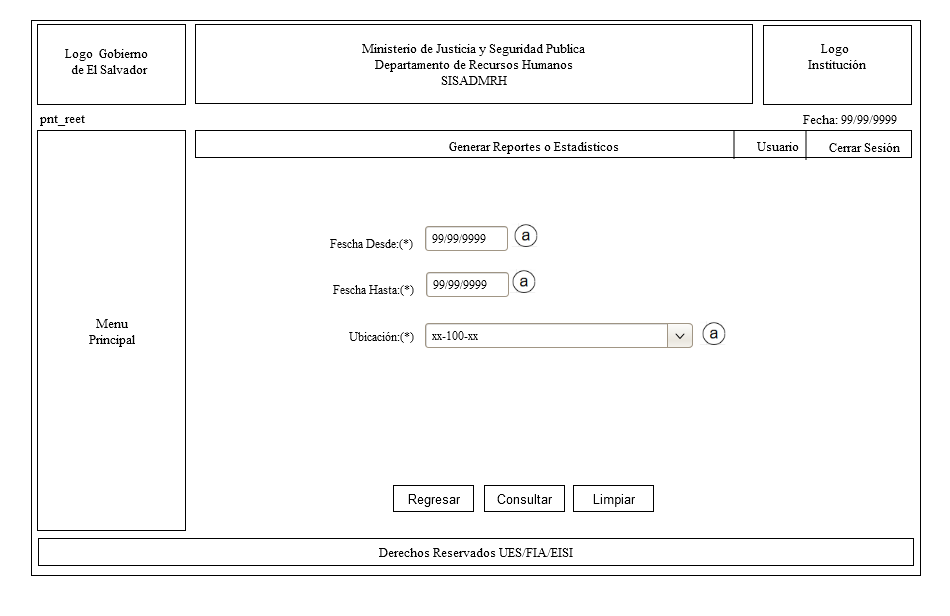 Logo Gobierno
de El Salvador
Ministerio de Justicia y Seguridad Publica
Departamento de Recursos Humanos
SISADMRH
Logo
Institución
pnt_reet
Fecha: 99/99/9999
Generar Reportes o Estadísticos
Usuario
Cerrar Sesión
Menu
Principal
Fescha Desde:(*) 99/99/9999 a
Fescha Hasta:(*) 99/99/9999 a
Ubicación:(*) xx-100-xx a
Regresar Consultar Limpiar
Derechos Reservados UES/FIA/EISI